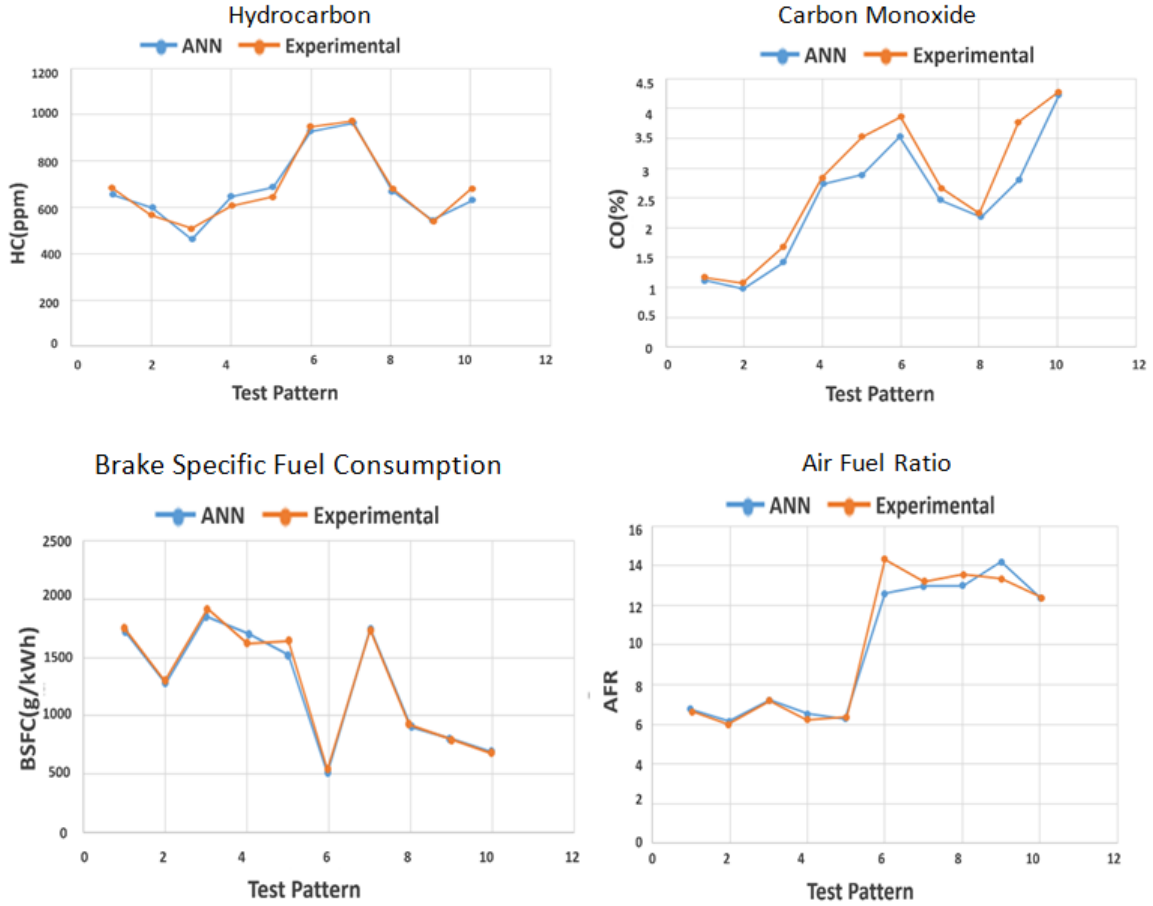 Hydrocarbon
ANN Experimental
1200
1000
800
600
400
200
0
HC(ppm)
0 2 4 6 8 10 12
Test Pattern
Carbon Monoxide
ANN Experimental
4.5
4
3.5
3
2.5
2
1.5
1
0.5
0
CO(%)
0 2 4 6 8 10 12
Test Pattern
Brake Specific Fuel Consumption
ANN Experimental
2500
2000
1500
1000
500
0
BSFC(g/kWh)
0 2 4 6 8 10 12
Test Pattern
Air Fuel Ratio
ANN Experimental
16
14
12
10
8
6
4
2
0
AFR
0 2 4 6 8 10 12
Test Pattern